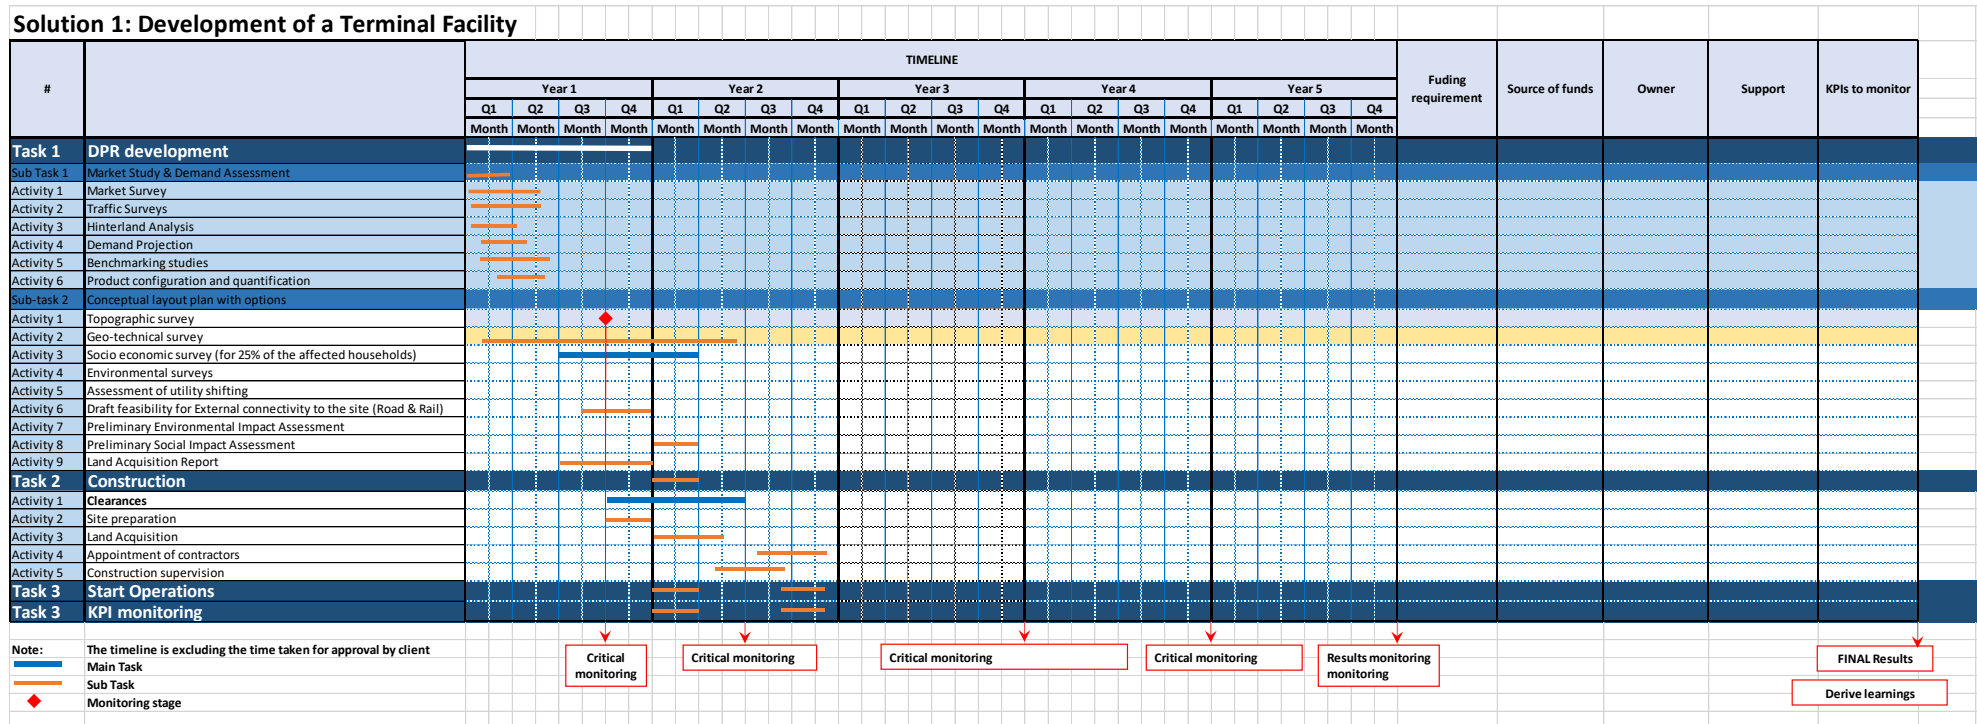 Solution 1: Development of a Terminal Facility
#
TIMELINE
Fuding requirement
Source of funds
Owner
Support
KPIs to monitor
Year 1 Year 2 Year 3 Year 4 Year 5
Q1 Q2 Q3 Q4 Q1 Q2 Q3 Q4 Q1 Q2 Q3 Q4 Q1 Q2 Q3 Q4 Q1 Q2 Q3 Q4
Month Month Month Month Month Month Month Month Month Month Month Month Month Month Month Month Month Month Month Month
Task 1 DPR development
Sub Task 1 Market Study & Demand Assessment
Activity 1 Market Survey
Activity 2 Traffic Surveys
Activity 3 Hinterland Analysis
Activity 4 Demand Projection
Activity 5 Benchmarking studies
Activity 6 Product configuration and quantification
Sub-task 2 Conceptual layout plan with options
Activity 1 Topographic survey
Activity 2 Geo-technical survey
Activity 3 Socio economic survey (for 25% of the affected households)
Activity 4 Environmental surveys
Activity 5 Assessment of utility shifting
Activity 6 Draft feasibility for External connectivity to the site (Road & Rail)
Activity 7 Preliminary Environmental Impact Assessment
Activity 8 Preliminary Social Impact Assessment
Activity 9 Land Acquisition Report
Task 2 Construction
Activity 1 Clearances
Activity 2 Site preparation
Activity 3 Land Acquisition
Activity 4 Appointment of contractors
Activity 5 Construction supervision
Task 3 Start Operations
Task 3 KPI monitoring
Note: The timeline is excluding the time taken for approval by client
Main Task
Sub Task
Monitoring stage
Critical
monitoring
Critical monitoring
Critical monitoring
Critical monitoring
Results monitoring
monitoring
FINAL Results
Derive learnings